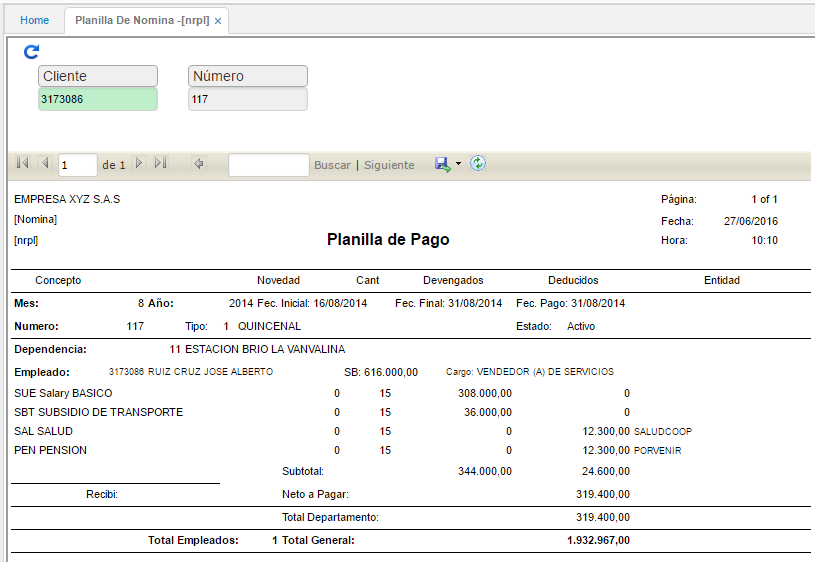 Home Planilla De Nomina -[nrpl] ×
Cliente Número
3173086 117
1 de 1 Buscar | Siguiente
EMPRESA XYZ S.A.S Página: 1 of 1
[Nomina] Fecha: 27/06/2016
[nrpl] Planilla de Pago Hora: 10:10
Concepto Novedad Cant Devengados Deducidos Entidad
Mes: 8 Año: 2014 Fec. Inicial: 16/08/2014 Fec. Final: 31/08/2014 Fec. Pago: 31/08/2014
Numero: 117 Tipo: 1 QUINCENAL Estado: Activo
Dependencia: 11 ESTACION BRIO LA VANVALINA
Empleado: 3173086 RUIZ CRUZ JOSE ALBERTO SB: 616.000,00 Cargo: VENDEDOR (A) DE SERVICIOS
SUE Salary BASICO 0 15 308.000,00 0
SBT SUBSIDIO DE TRANSPORTE 0 15 36.000,00 0
SAL SALUD 0 15 0 12.300,00 SALUDCOOP
PEN PENSION 0 15 0 12.300,00 PORVENIR
Subtotal: 344.000,00 24.600,00
Recibi: Neto a Pagar: 319.400,00
Total Departamento: 319.400,00
Total Empleados: 1 Total General: 1.932.967,00